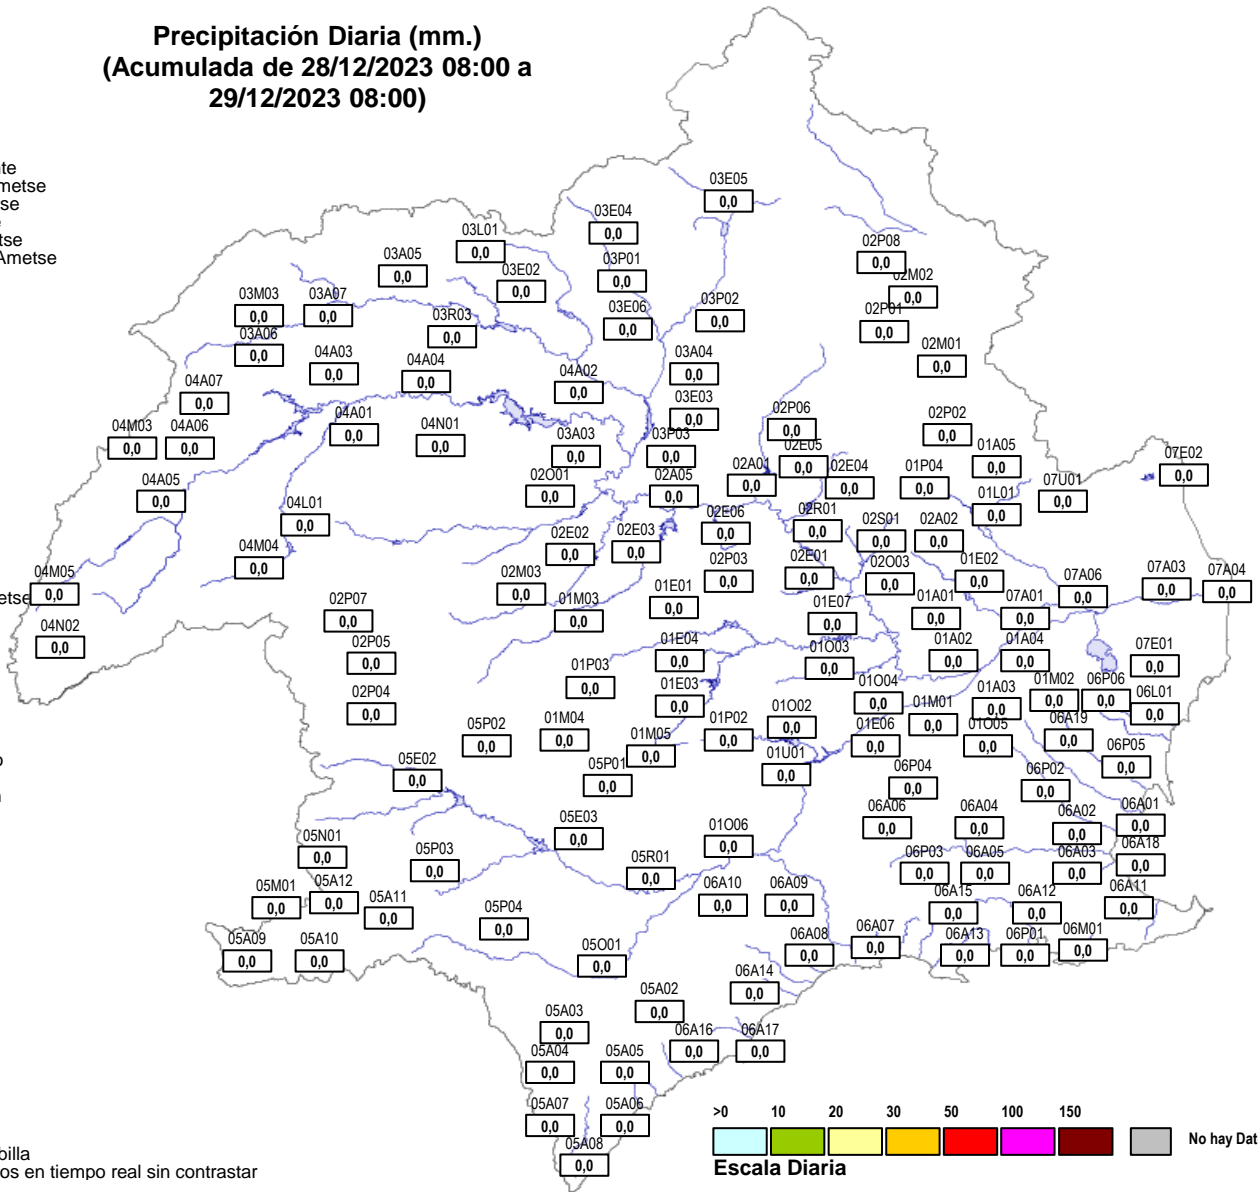 Precipitación Diaria (mm.)
(Acumulada de 28/12/2023 08:00 a
29/12/2023 08:00)
03E05
0,0
03E04
0,0
03L01
0,0
03A05
0,0
03P01
0,0
03E02
0,0
02P08
0,0
02M02
0,0
03M03
0,0
03A07
0,0
03R03
0,0
03E06
0,0
03P02
0,0
02P01
0,0
03A06
0,0
04A03
0,0
04A04
0,0
04A02
0,0
03A04
0,0
02M01
0,0
04A07
0,0
03E03
0,0
04M03
0,0
04A06
0,0
04A01
0,0
04N01
0,0
03A03
0,0
03P03
0,0
02P06
0,0
02E05
0,0
02P02
0,0
01A05
0,0
07E02
0,0
04A05
0,0
02O01
0,0
02A05
0,0
02A01
0,0
02E04
0,0
01P04
0,0
01L01
0,0
07U01
0,0
04L01
0,0
02E06
0,0
02R01
0,0
02S01
0,0
02A02
0,0
04M04
0,0
02E02
0,0
02E03
0,0
02P03
0,0
02E01
0,0
02O03
0,0
01E02
0,0
04M05
0,0
etse
02M03
0,0
01M03
0,0
01E01
0,0
07A06
0,0
07A03
0,0
07A04
0,0
04N02
0,0
02P07
0,0
01E07
0,0
01A01
0,0
07A01
0,0
02P05
0,0
01E04
0,0
01O03
0,0
01A02
0,0
01A04
0,0
07E01
0,0
02P04
0,0
01P03
0,0
01E03
0,0
01O04
0,0
01A03
0,0
01M02
0,0
06P06
0,0
06L01
0,0
05P02
0,0
01M04
0,0
01M05
0,0
01P02
0,0
01O02
0,0
01E06
0,0
01M01
0,0
01O05
0,0
06A19
0,0
06P05
0,0
05E02
0,0
05P01
0,0
01U01
0,0
06P04
0,0
06P02
0,0
05E03
0,0
01O06
0,0
06A06
0,0
06A04
0,0
06A02
0,0
06A01
0,0
05N01
0,0
05P03
0,0
05R01
0,0
06P03
0,0
06A05
0,0
06A03
0,0
06A18
0,0
05M01
0,0
05A12
0,0
05A11
0,0
05P04
0,0
06A10
0,0
06A09
0,0
06A15
0,0
06A12
0,0
06A11
0,0
05A09
0,0
05A10
0,0
05O01
0,0
06A08
0,0
06A07
0,0
06A13
0,0
06P01
0,0
06M01
0,0
05A02
0,0
06A14
0,0
05A03
0,0
06A16
0,0
06A17
0,0
05A04
0,0
05A05
0,0
05A07
0,0
05A06
0,0
05A08
0,0
>0 10 20 30 50 100 150
No hay Dat
Escala Diaria
billa
os en tiempo real sin contrastar